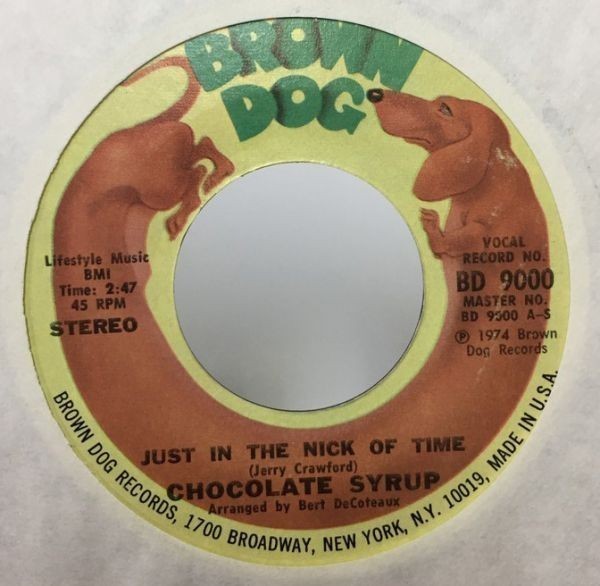 BROWN
DOG
Lifestyle Music
BMI
Time: 2:47
45 RPM
STEREO
VOCAL
RECORD NO.
BD 9000
MASTER NO.
BD 9500 A-S
Ⓟ 1974 Brown
Dog Records
JUST IN THE NICK OF TIME
(Jerry Crawford)
CHOCOLATE SYRUP
Arranged by Bert DeCoteaux
BROWN DOG RECORDS, 1700 BROADWAY, NEW YORK, N.Y. 10019, MADE IN U.S.A.